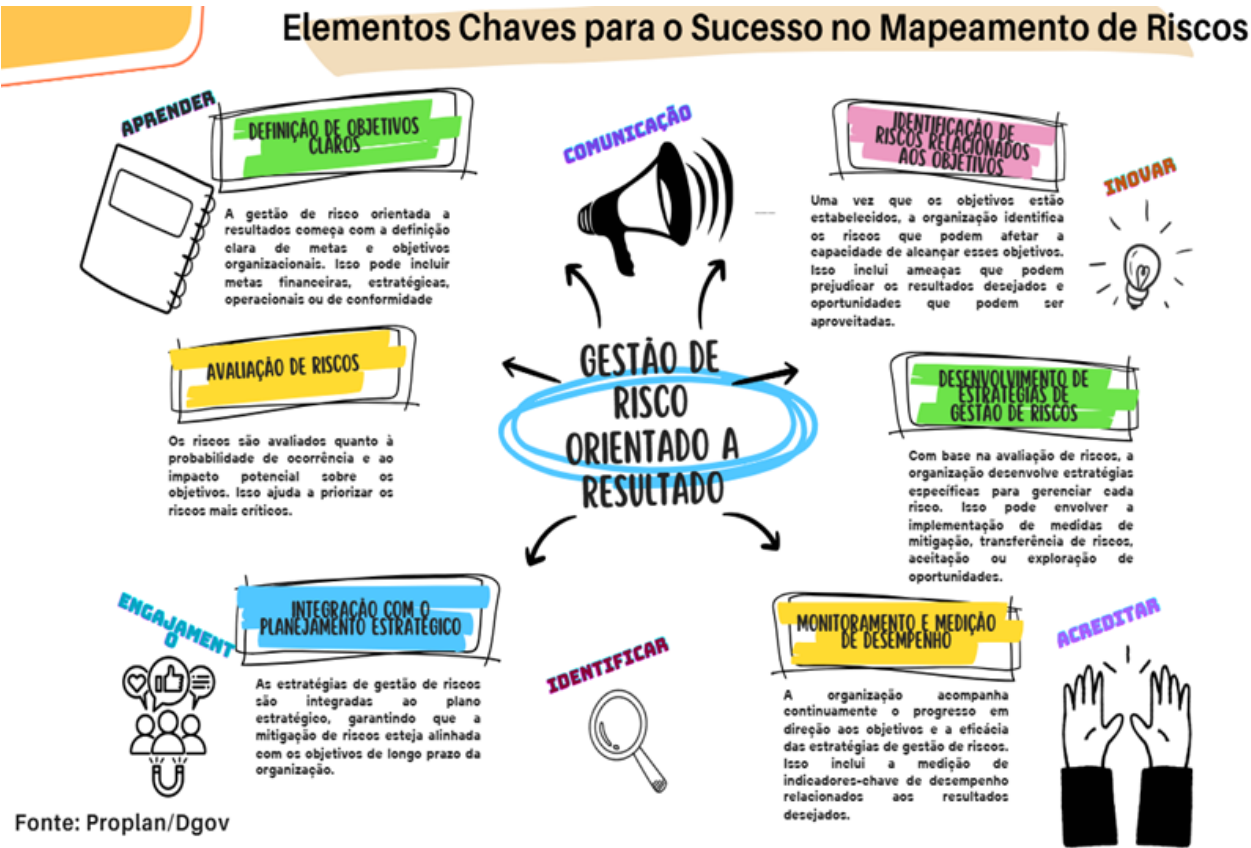 Elementos Chaves para o Sucesso no Mapeamento de Riscos
APRENDER
DEFINIÇÃO DE OBJETIVOS
CLAROS
A gestão de risco orientada a
resultados começa com a definição
clara de metas e objetivos
organizacionais. Isso pode incluir
metas financeiras, estratégicas,
operacionais ou de conformidade
COMUNICAÇÃO
IDENTIFICAÇÃO DE
RISCOS RELACIONADOS
AOS OBJETIVOS
INOVAR
Uma vez que os objetivos estão
estabelecidos, a organização identifica
os riscos que podem afetar a
capacidade de alcançar esses objetivos.
Isso inclui ameaças que podem
prejudicar os resultados desejados e
oportunidades que podem ser
aproveitadas.
AVALIAÇÃO DE RISCOS
Os riscos são avaliados quanto à
probabilidade de ocorrência e ao
impacto potencial sobre os
objetivos. Isso ajuda a priorizar os
riscos mais críticos.
GESTÃO DE
RISCO
ORIENTADO A
RESULTADO
DESENVOLVIMENTO DE
ESTRATÉGIAS DE
GESTÃO DE RISCOS
Com base na avaliação de riscos, a
organização desenvolve estratégias
específicas para gerenciar cada
risco. Isso pode envolver a
implementação de medidas de
mitigação, transferência de riscos,
aceitação ou exploração de
oportunidades.
ENGAJAMENT
O
INTEGRAÇÃO COM O
PLANEJAMENTO ESTRATÉGICO
As estratégias de gestão de riscos
são integradas ao plano
estratégico, garantindo que a
mitigação de riscos esteja alinhada
com os objetivos de longo prazo da
organização.
IDENTIFICAR
MONITORAMENTO E MEDIÇÃO
DE DESEMPENHO
A organização acompanha
continuamente o progresso em
direção aos objetivos e a eficácia
das estratégias de gestão de riscos.
Isso inclui a medição de
indicadores-chave de desempenho
relacionados aos resultados
desejados.
ACREDITAR
Fonte: Proplan/Dgov